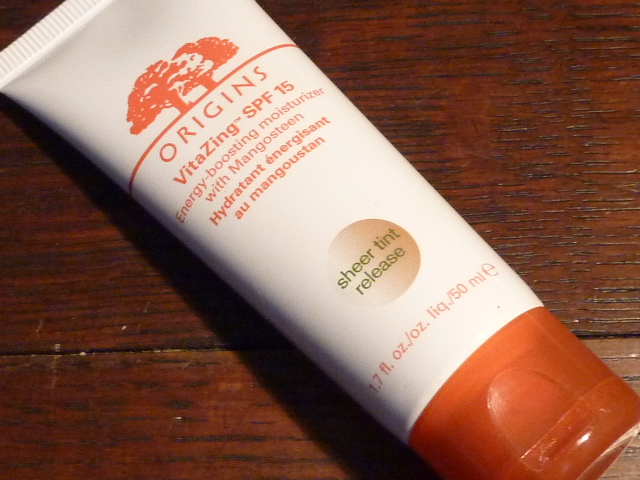 ORIGINS
VitaZing™ SPF 15
Energy-boosting moisturizer
with Mangosteen
Hydratant énergisant
au mangoustan
sheer tint
release
1.7 fl. oz./oz. liq./50 ml ℮